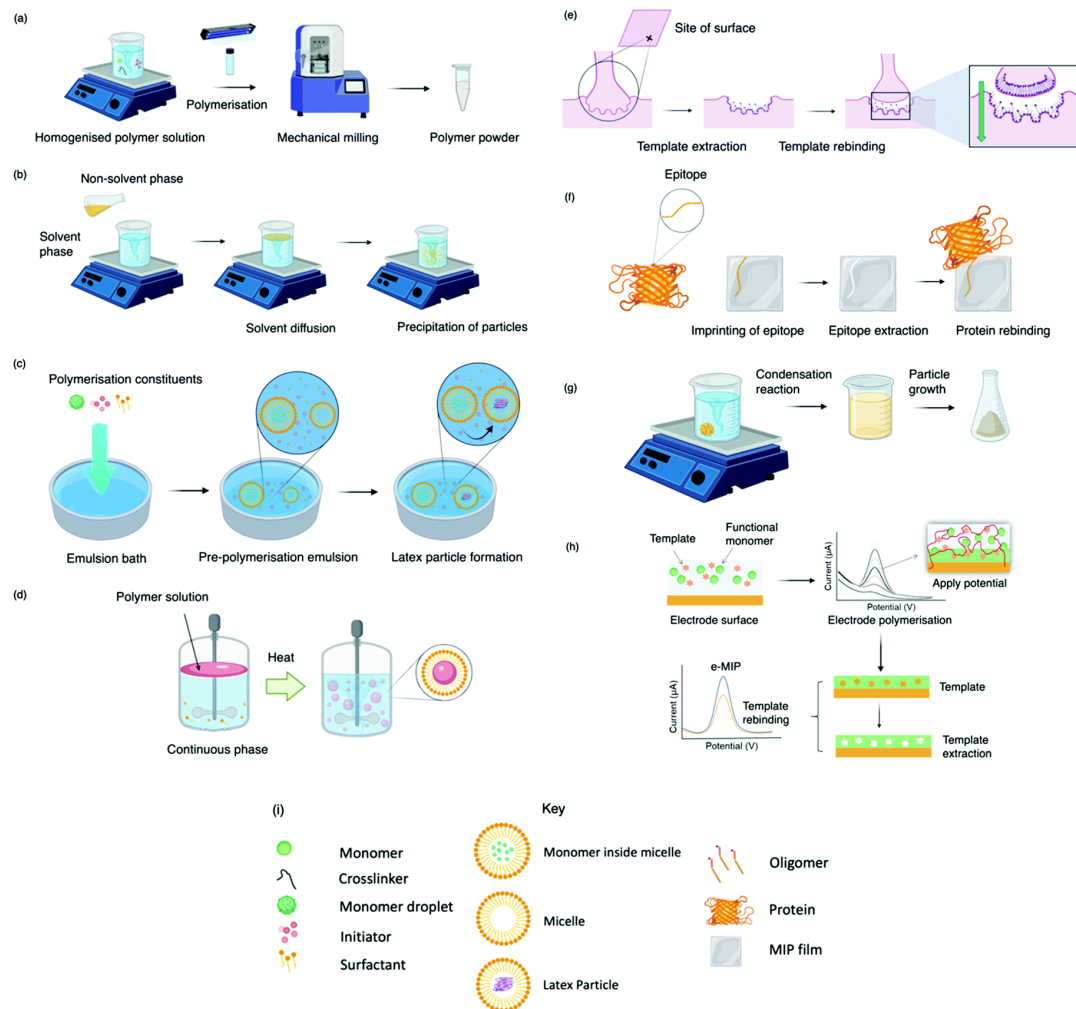 (a)
Polymerisation
Homogenised polymer solution
Mechanical milling
Polymer powder
(b)
Non-solvent phase
Solvent
phase
Solvent diffusion
Precipitation of particles
(c)
Polymerisation constituents
Emulsion bath
Pre-polymerisation emulsion
Latex particle formation
(d)
Polymer solution
Heat
Continuous phase
(e)
Site of surface
Template extraction
Template rebinding
(f)
Epitope
Imprinting of epitope
Epitope extraction
Protein rebinding
(g)
Condensation
reaction
Particle
growth
(h)
Template
Functional
monomer
Electrode surface
Current (μA)
Potential (V)
Electrode polymerisation
Apply potential
e-MIP
Current (μA)
Template
rebinding
Potential (V)
Template
Template
extraction
(i)
Key
Monomer
Crosslinker
Monomer droplet
Initiator
Surfactant
Monomer inside micelle
Micelle
Latex Particle
Oligomer
Protein
MIP film